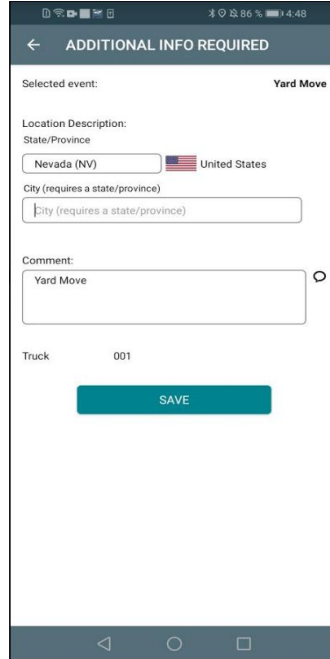 86 % 4:48
ADDITIONAL INFO REQUIRED
Selected event: Yard Move
Location Description:
State/Province
Nevada (NV) United States
City (requires a state/province)
City (requires a state/province)
Comment:
Yard Move
Truck 001
SAVE